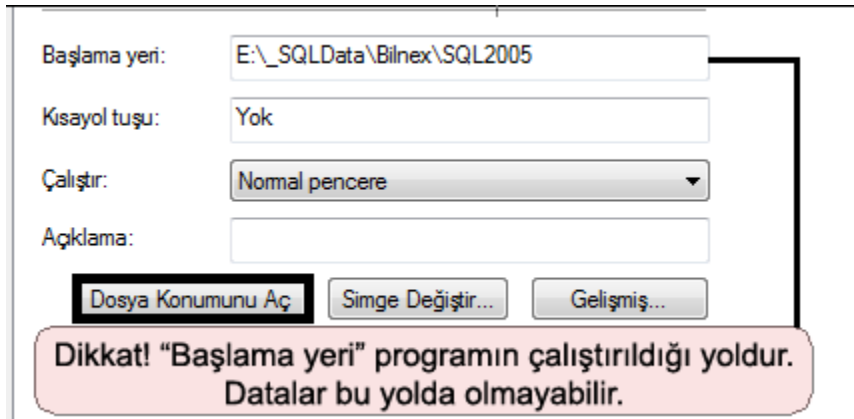 Başlama yeri: E:\_SQLData\Bilnex\SQL2005
Kısayol tuşu: Yok
Çalıştır: Normal pencere
Açıklama:
Dosya Konumunu Aç Simge Değiştir... Gelişmiş...
Dikkat! “Başlama yeri” programın çalıştırıldığı yoldur.
Datalar bu yolda olmayabilir.